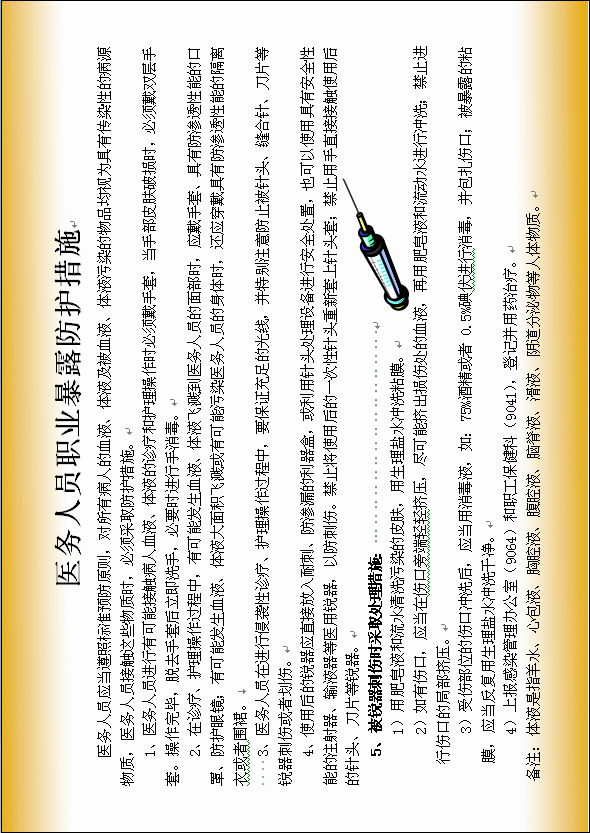 医务人员职业暴露防护措施
医务人员应当遵照标准预防原则，对所有病人的血液、体液及被血液、体液污染的物品均视为具有传染性的病源
物质，医务人员接触这些物质时，必须采取防护措施。
1、医务人员进行有可能接触病人血液、体液的诊疗和护理操作时必须戴手套，当手部皮肤破损时，必须戴双层手
套。操作完毕，脱去手套后立即洗手，必要时进行手消毒。
2、在诊疗、护理操作过程中，有可能发生血液、体液飞溅到医务人员的面部时，应戴手套、具有防渗透性能的口
罩、防护眼镜；有可能发生血液、体液大面积飞溅或有可能污染医务人员的身体时，还应穿戴具有防渗透性能的隔离
衣或者围裙。
3、医务人员在进行侵袭性诊疗、护理操作过程中，要保证充足的光线，并特别注意防止被针头、缝合针、刀片等
锐器刺伤或者划伤。
4、使用后的锐器应直接放入耐刺、防渗漏的利器盒，或利用针头处理设备进行安全处置，也可以使用具有安全性
能的注射器、输液器等医用锐器，以防刺伤。禁止将使用后的一次性针头重新套上针头套；禁止用手直接接触使用后
的针头、刀片等锐器。
5、被锐器刺伤时采取处理措施:
1）用肥皂液和流水清洗污染的皮肤，用生理盐水冲洗粘膜。
2）如有伤口，应当在伤口旁端轻轻挤压，尽可能挤出损伤处的血液，再用肥皂液和流动水进行冲洗；禁止进
行伤口的局部挤压。
3）受伤部位的伤口冲洗后，应当用消毒液，如：75%酒精或者 0.5%碘伏进行消毒，并包扎伤口；被暴露的粘
膜，应当反复用生理盐水冲洗干净。
4）上报感染管理办公室（9064）和职工保健科（9041），登记并用药治疗。
备注：体液是指羊水、心包液、胸腔液、腹腔液、脑脊液、滑液、阴道分泌物等人体物质。